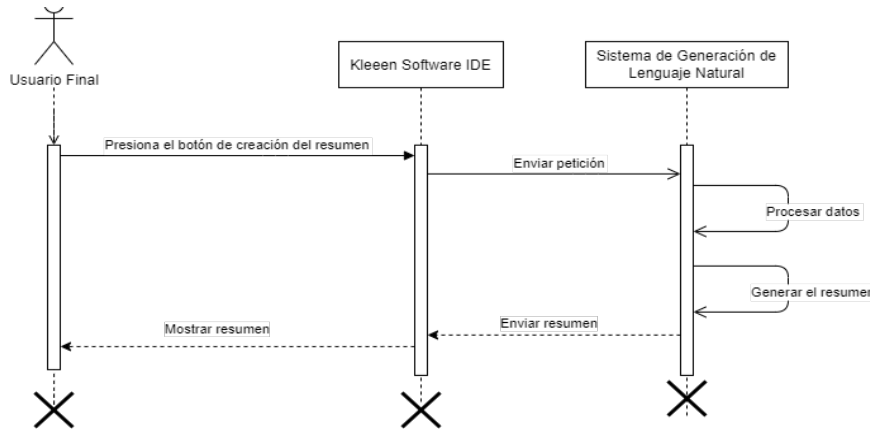 Usuario Final
Kleeen Software IDE
Sistema de Generación de
Lenguaje Natural
Presiona el botón de creación del resumen
Enviar petición
Procesar datos
Generar el resumen
Enviar resumen
Mostrar resumen